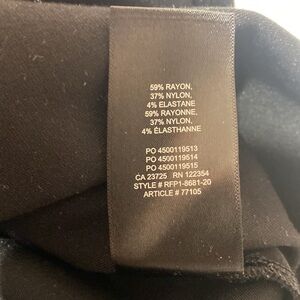 59% RAYON,
37% NYLON,
4% ELASTANE
59% RAYONNE,
37% NYLON,
4% ÉLASTHANNE
PO 4500119513
PO 4500119514
PO 4500119515
CA 23725 RN 122354
STYLE # RFP1-8681-20
ARTICLE # 77105